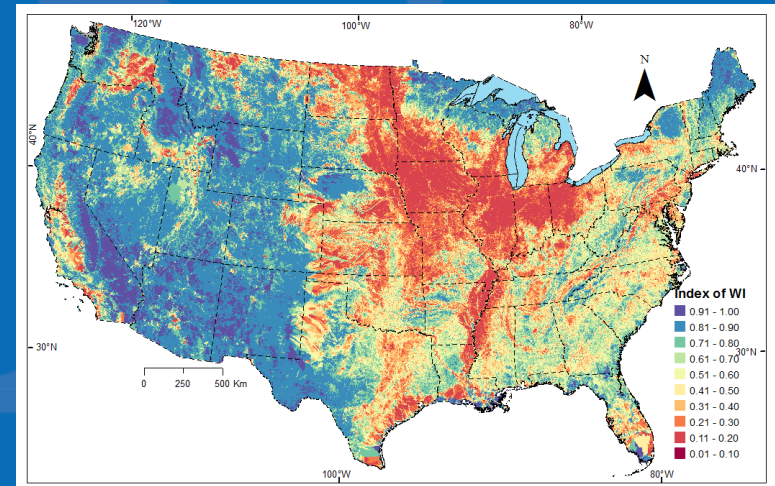 120°W 100°W 80°W
N
40°N 40°N
Index of WI
0.91 - 1.00
0.81 - 0.90
0.71 - 0.80
0.61 - 0.70
0.51 - 0.60
0.41 - 0.50
0.31 - 0.40
0.21 - 0.30
0.11 - 0.20
0.01 - 0.10
30°N 30°N
0 250 500 Km
100°W 80°W